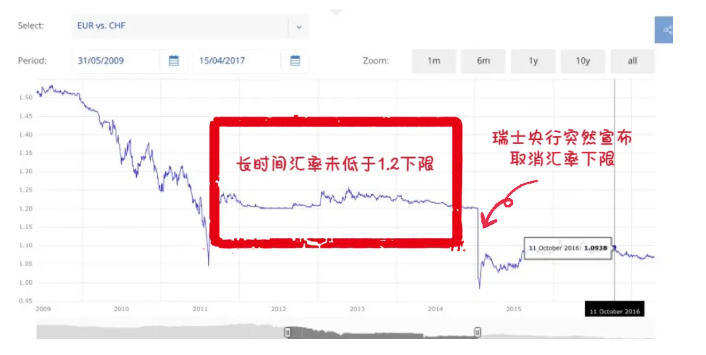 Select: EUR vs. CHF
Period: 31/05/2009 15/04/2017 Zoom: 1m 6m 1y 10y all
1.50
1.45
1.40
1.35
1.30
1.25
1.20
1.15
1.10
1.05
1.00
0.95
长时间汇率未低于1.2下限
瑞士央行突然宣布
取消汇率下限
11 October 2016: 1.0938
2009 2010 2011 2012 2013 2014 2015
11 October 2016